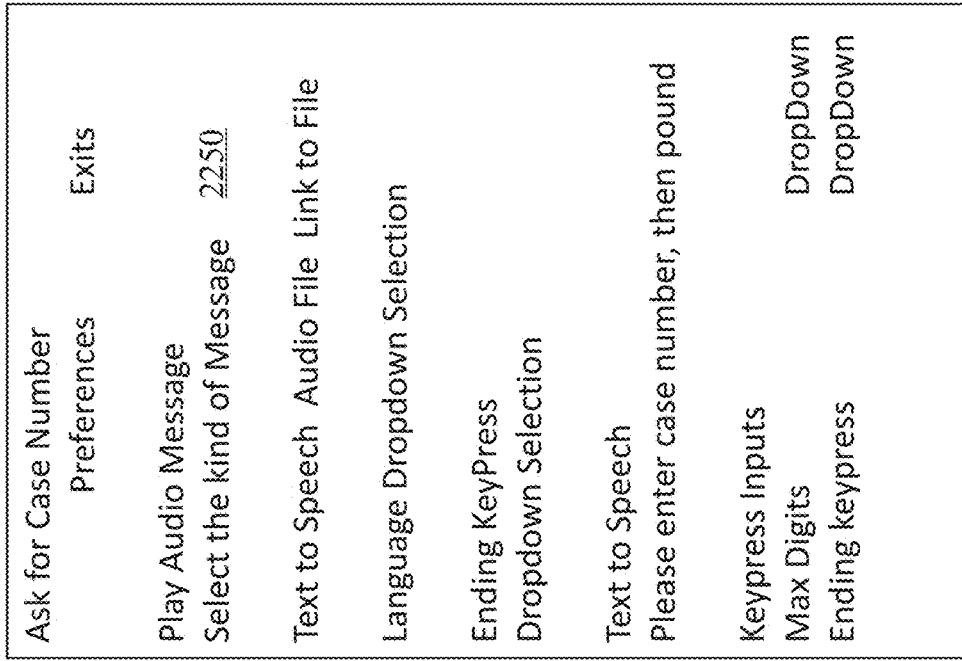 Ask for Case Number
Preferences Exits
Play Audio Message
Select the kind of Message 2250
Text to Speech Audio File Link to File
Language Dropdown Selection
Ending KeyPress
Dropdown Selection
Text to Speech
Please enter case number, then pound
Keypress Inputs
Max Digits DropDown
Ending keypress DropDown